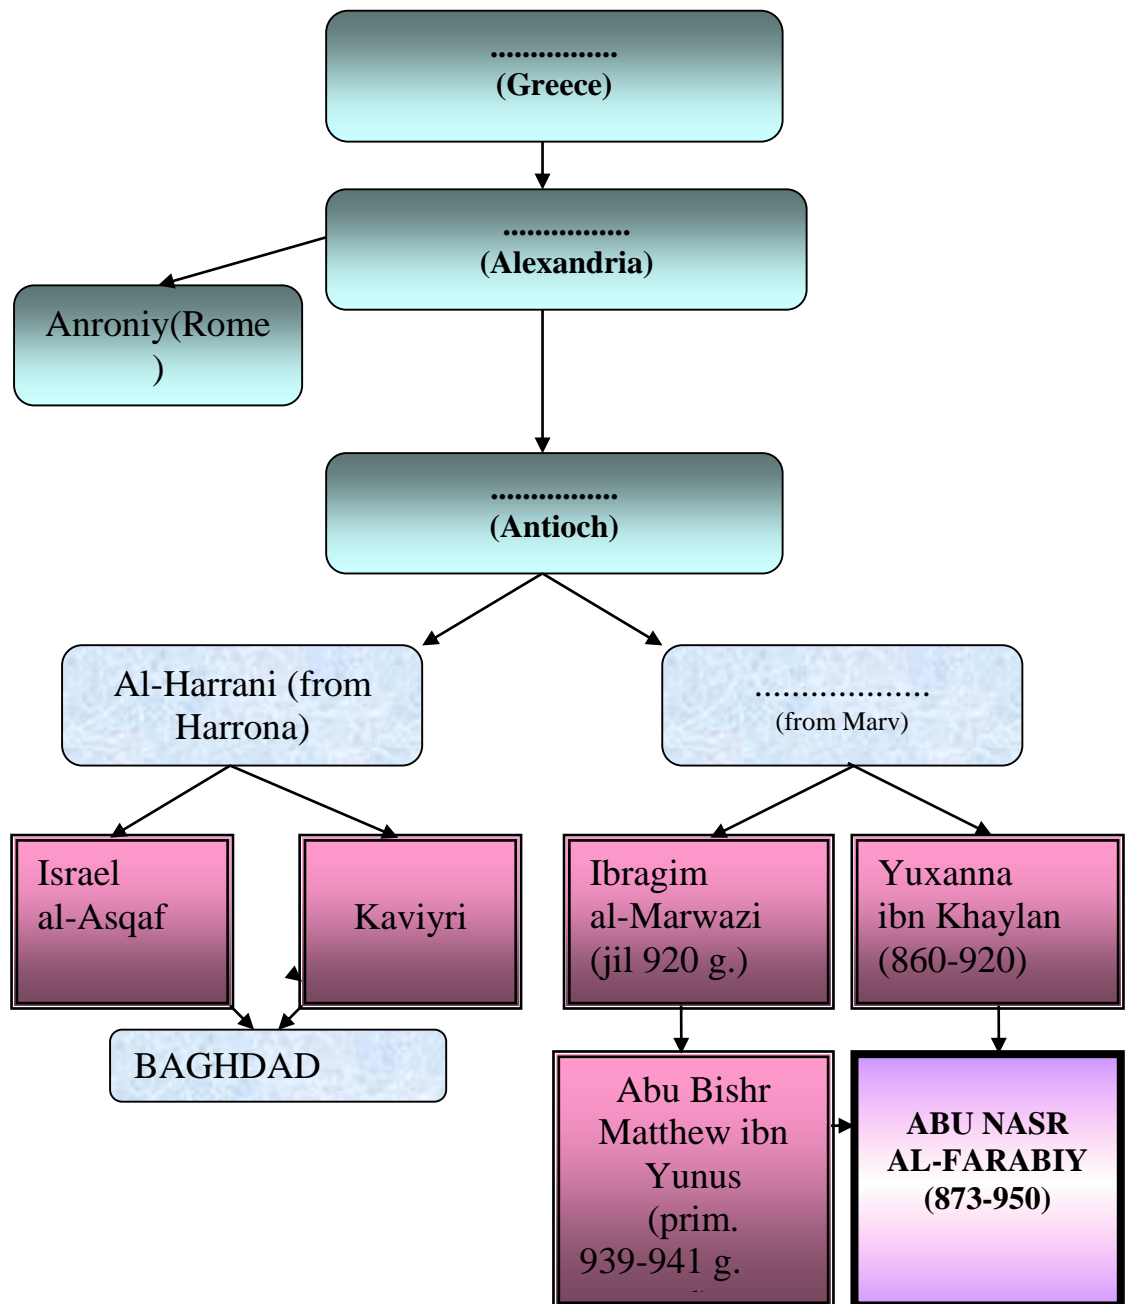 ................
(Greece)
................
(Alexandria)
Anroniy(Rome
)
................
(Antioch)
Al-Harrani (from
Harrona)
....................
(from Marv)
Israel
al-Asqaf
Kaviyri
Ibragim
al-Marwazi
(jil 920 g.)
Yuxanna
ibn Khaylan
(860-920)
BAGHDAD
Abu Bishr
Matthew ibn
Yunus
(prim.
939-941 g.
ABU NASR
AL-FARABIY
(873-950)